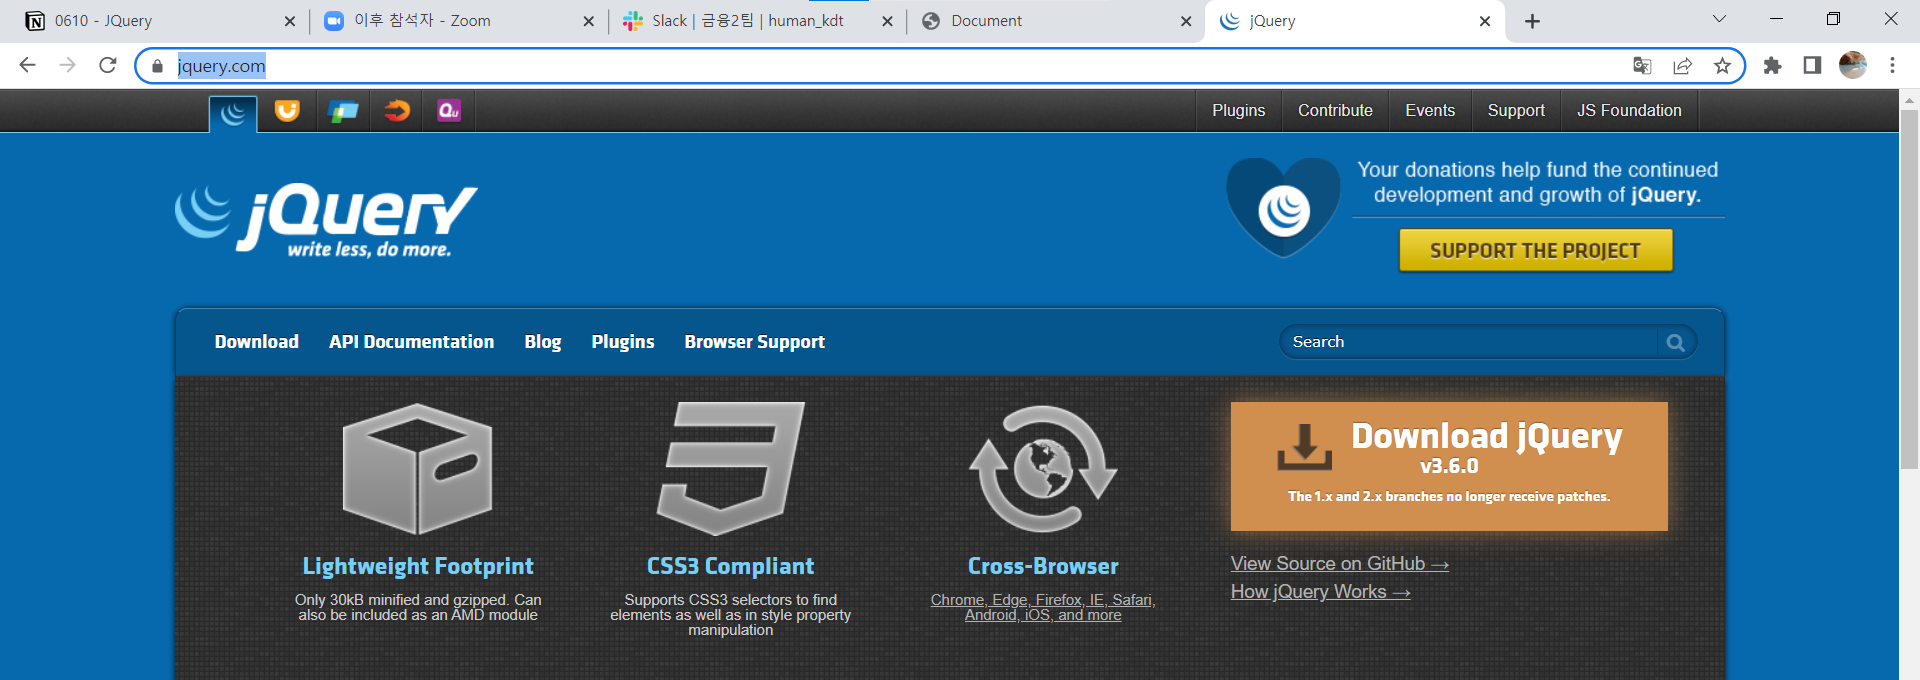 0610 - JQuery
이후 참석자 - Zoom
Slack | 금융2팀 | human_kdt
Document
jQuery
jquery.com
Qu
Plugins
Contribute
Events
Support
JS Foundation
jQuery
write less, do more.
Your donations help fund the continued
development and growth of jQuery.
SUPPORT THE PROJECT
Download
API Documentation
Blog
Plugins
Browser Support
Search
Lightweight Footprint
Only 30kB minified and gzipped. Can
also be included as an AMD module
CSS3 Compliant
Supports CSS3 selectors to find
elements as well as in style property
manipulation
Cross-Browser
Chrome, Edge, Firefox, IE, Safari,
Android, iOS, and more
Download jQuery
v3.6.0
The 1.x and 2.x branches no longer receive patches.
View Source on GitHub →
How jQuery Works →